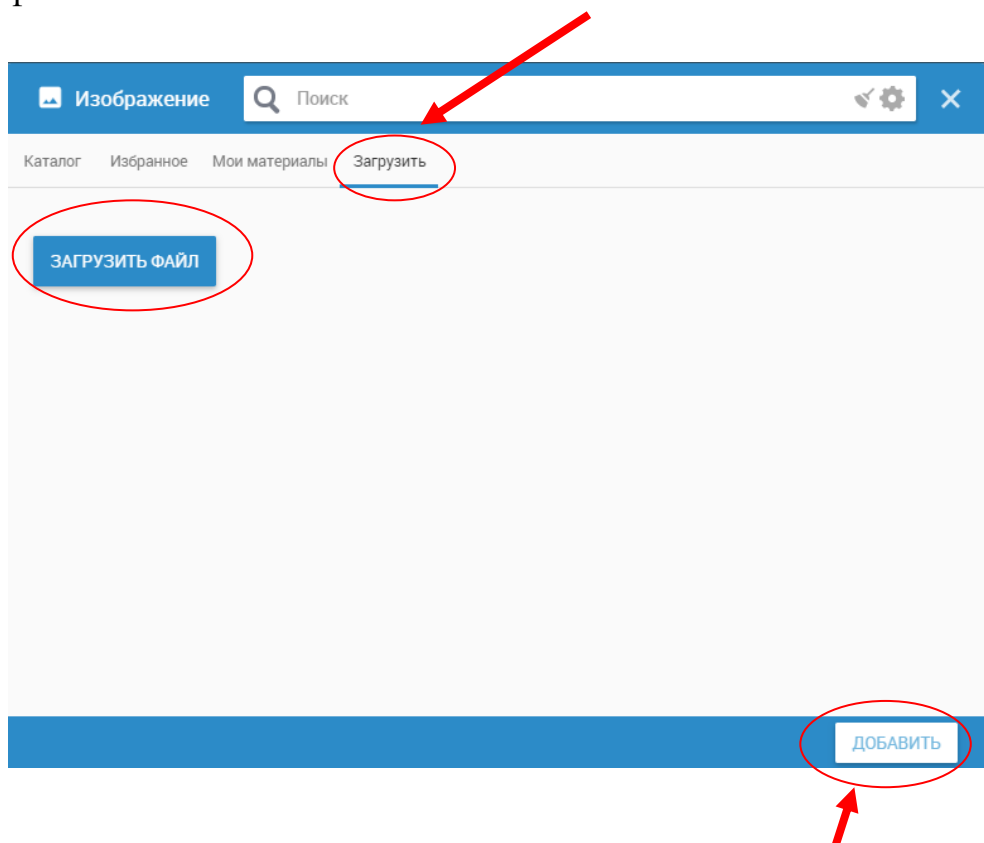 Изображение Поиск
Каталог Избранное Мои материалы Загрузить
ЗАГРУЗИТЬ ФАЙЛ
ДОБАВИТЬ